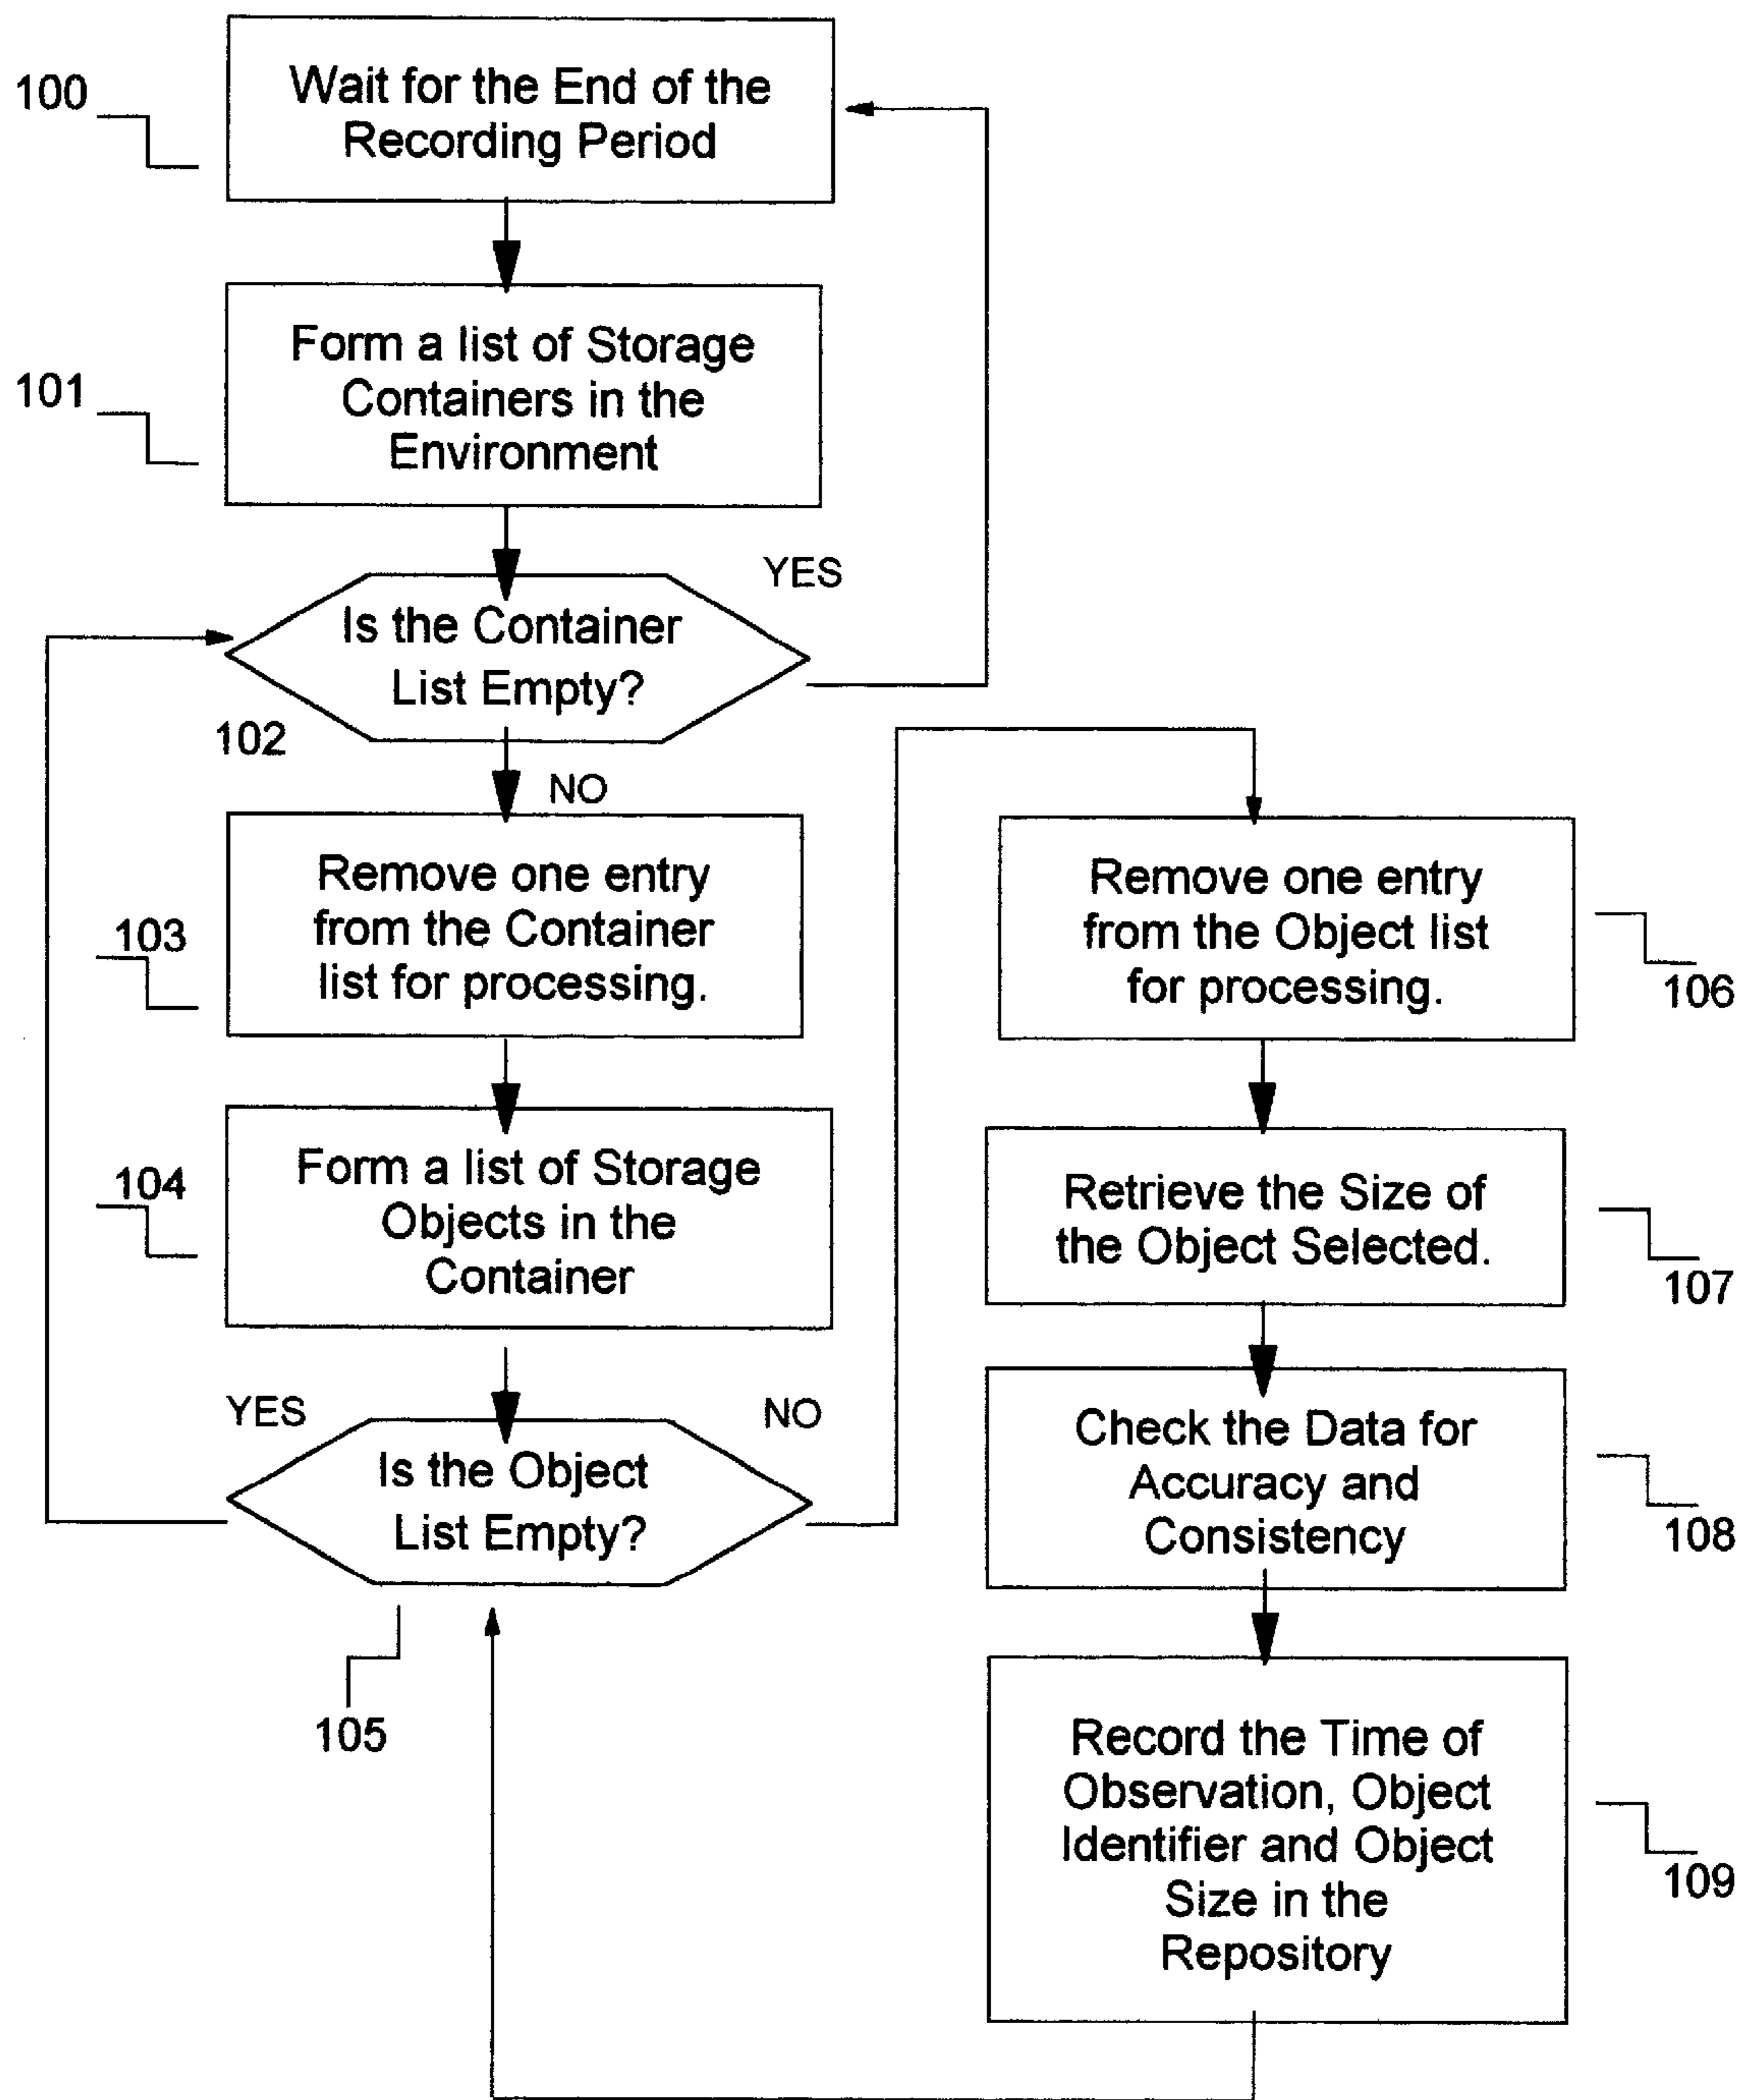 100
Wait for the End of the
Recording Period
101
Form a list of Storage
Containers in the
Environment
YES
Is the Container
List Empty?
102
NO
103
Remove one entry
from the Container
list for processing.
104
Form a list of Storage
Objects in the
Container
YES
NO
Is the Object
List Empty?
105
Remove one entry
from the Object list
for processing.
106
Retrieve the Size of
the Object Selected.
107
Check the Data for
Accuracy and
Consistency
108
Record the Time of
Observation, Object
Identifier and Object
Size in the
Repository
109